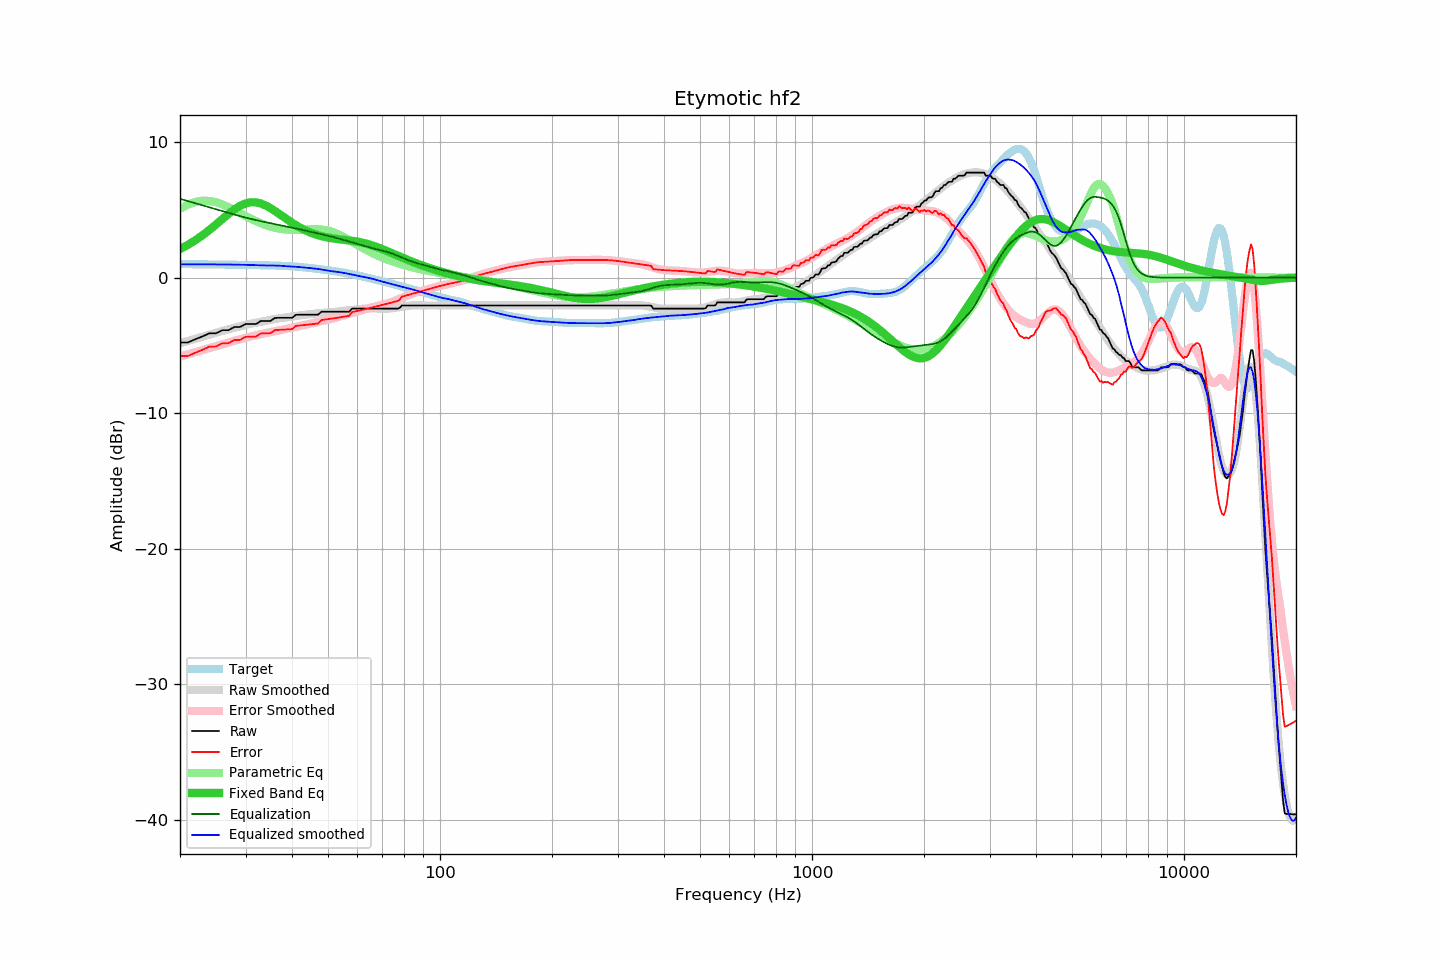 Etymotic hf2
10
0
−10
−20
−30
−40
Amplitude (dBr)
Target
Raw Smoothed
Error Smoothed
Raw
Error
Parametric Eq
Fixed Band Eq
Equalization
Equalized smoothed
100
1000
10000
Frequency (Hz)